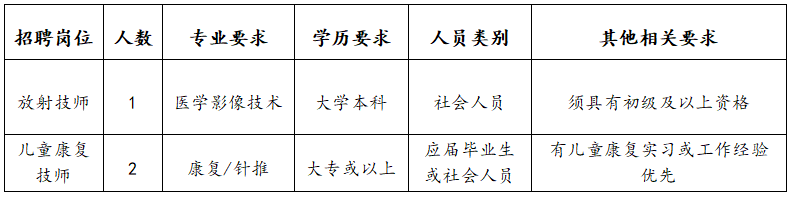 招聘岗位 人数 专业要求 学历要求 人员类别 其他相关要求
放射技师 1 医学影像技术 大学本科 社会人员 须具有初级及以上资格
儿童康复技师 2 康复/针推 大专或以上 应届毕业生或社会人员 有儿童康复实习或工作经验优先